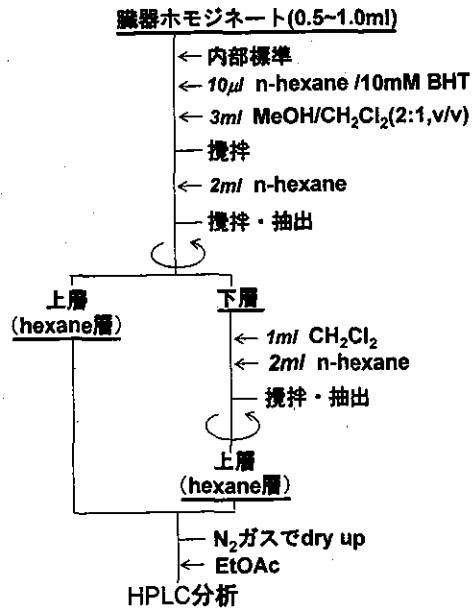 臓器ホモジネート(0.5~1.0ml)
内部標準
10μl n-hexane /10mM BHT
3ml MeOH/CH₂Cl₂(2:1,v/v)
攪拌
2ml n-hexane
攪拌・抽出
上層
(hexane層)
下層
1ml CH₂Cl₂
2ml n-hexane
攪拌・抽出
上層
(hexane層)
N₂ガスでdry up
EtOAc
HPLC分析